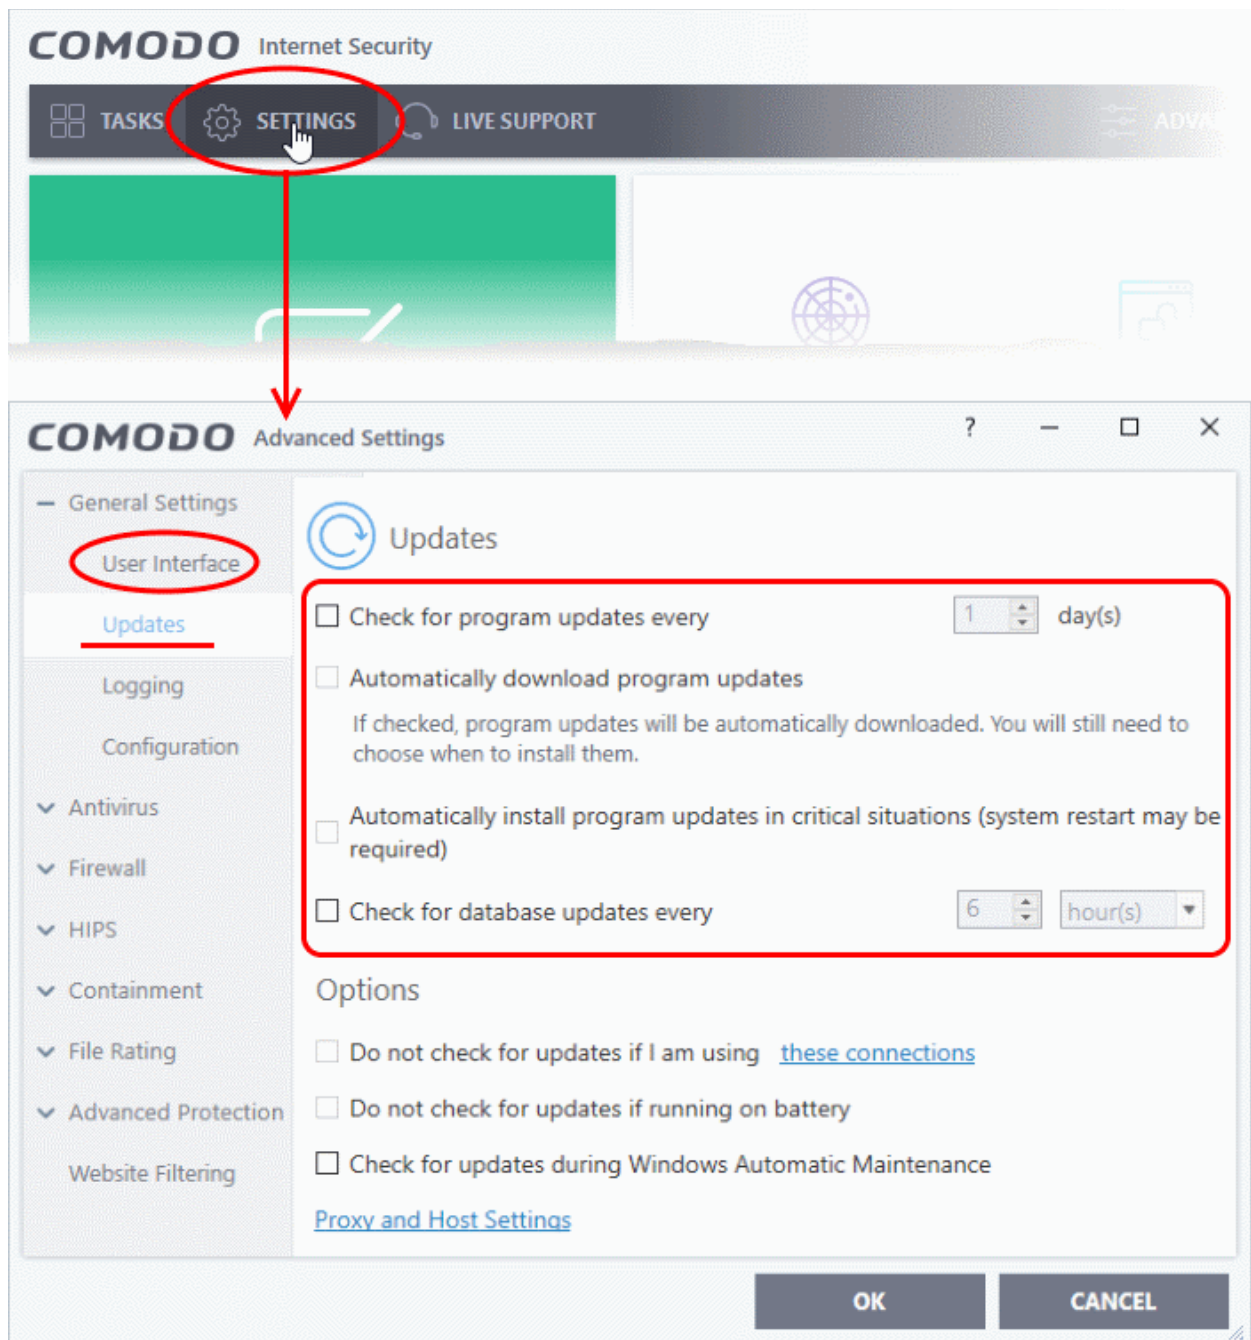 COMODO Internet Security
TASKS SETTINGS LIVE SUPPORT
COMODO Advanced Settings ?
General Settings
User Interface
Updates
Logging
Configuration
Antivirus
Firewall
HIPS
Containment
File Rating
Advanced Protection
Website Filtering
Updates
Check for program updates every 1 day(s)
Automatically download program updates
If checked, program updates will be automatically downloaded. You will still need to
choose when to install them.
Automatically install program updates in critical situations (system restart may be
required)
Check for database updates every 6 hour(s)
Options
Do not check for updates if I am using these connections
Do not check for updates if running on battery
Check for updates during Windows Automatic Maintenance
Proxy and Host Settings
OK CANCEL